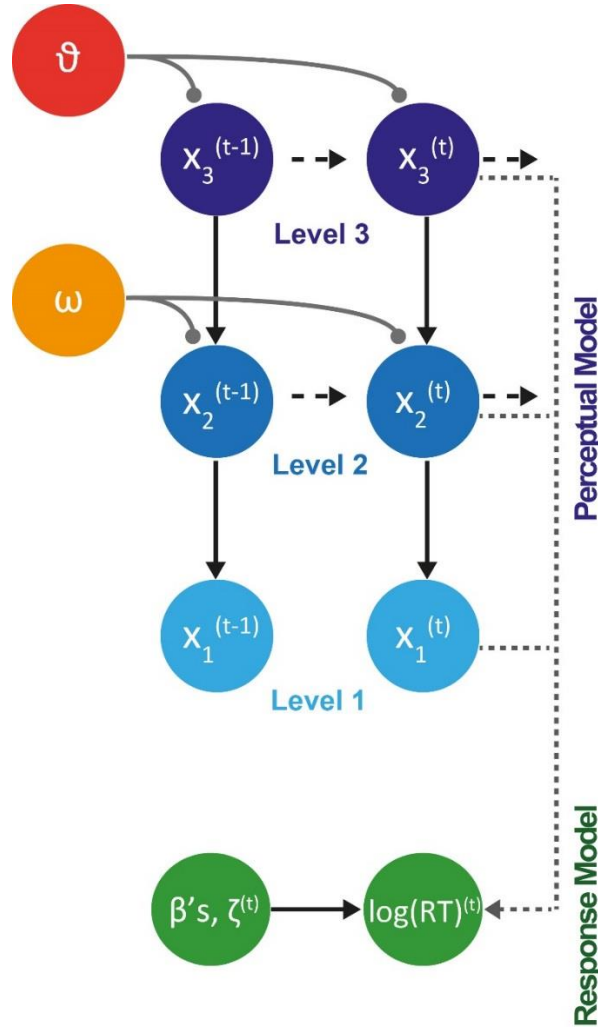 ϑ
x₃⁽ᵗ⁻¹⁾
x₃⁽ᵗ⁾
Level 3
ω
x₂⁽ᵗ⁻¹⁾
x₂⁽ᵗ⁾
Level 2
Perceptual Model
x₁⁽ᵗ⁻¹⁾
x₁⁽ᵗ⁾
Level 1
β's, ζ⁽ᵗ⁾
log(RT)⁽ᵗ⁾
Response Model